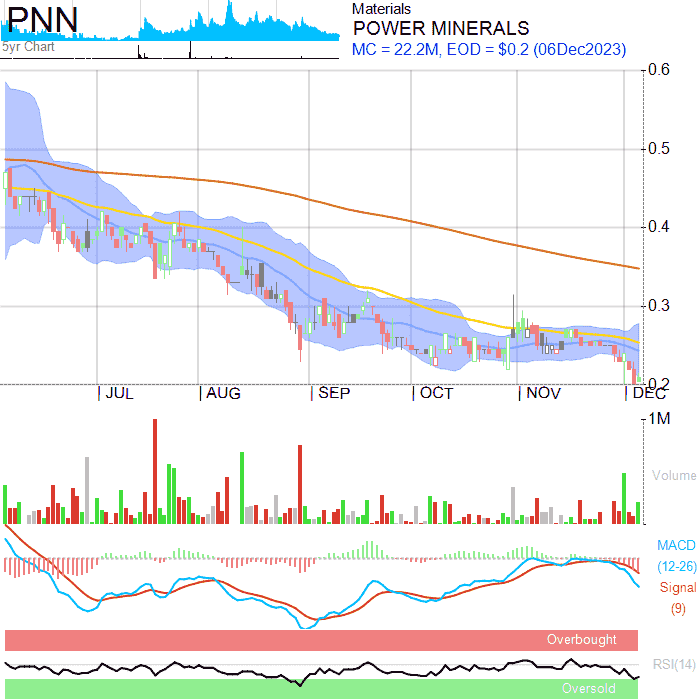 PNN
5yr Chart
Materials
POWER MINERALS
MC = 22.2M, EOD = $0.2 (06Dec2023)
0.6
0.5
0.4
0.3
0.2
JUL
AUG
SEP
OCT
NOV
DEC
1M
Volume
MACD
(12-26)
Signal
(9)
Overbought
RSI(14)
Oversold